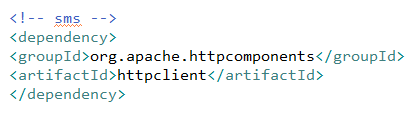 <!-- sms -->
<dependency>
<groupId>org.apache.httpcomponents</groupId>
<artifactId>httpclient</artifactId>
</dependency>